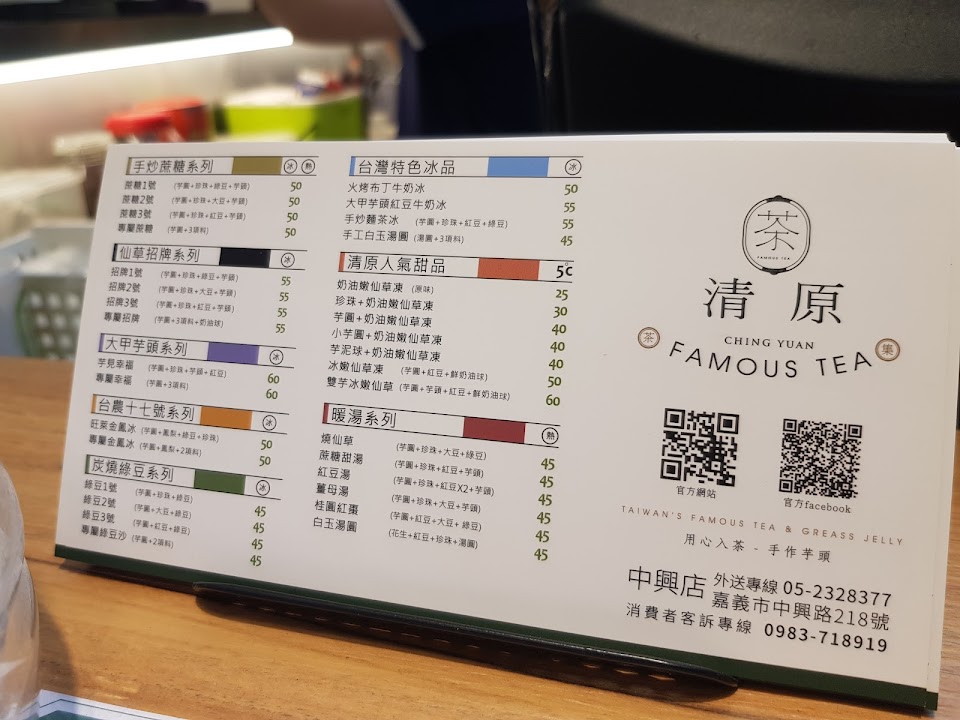 手炒蔗糖系列 冰 熱
蔗糖1號 (芋圓+珍珠+綠豆+芋頭) 50
蔗糖2號 (芋圓+珍珠+大豆+芋頭) 50
蔗糖3號 (芋圓+珍珠+紅豆+芋頭) 50
專屬蔗糖 (芋圓+3項料) 50
仙草招牌系列 冰
招牌1號 (芋圓+珍珠+綠豆+芋頭) 55
招牌2號 (芋圓+珍珠+大豆+芋頭) 55
招牌3號 (芋圓+珍珠+紅豆+芋頭) 55
專屬招牌 (芋圓+3項料+奶油球) 55
大甲芋頭系列 冰
芋見幸福 (芋圓+珍珠+芋頭+紅豆) 60
專屬幸福 (芋圓+3項料) 60
台農十七號系列 冰
旺萊金鳳冰 (芋圓+鳳梨+綠豆+珍珠) 50
專屬金鳳冰 (芋圓+鳳梨+2項料) 50
炭燒綠豆系列 冰
綠豆1號 (芋圓+珍珠+綠豆) 45
綠豆2號 (芋圓+大豆+綠豆) 45
綠豆3號 (芋圓+紅豆+綠豆) 45
專屬綠豆沙 (芋圓+2項料) 45
台灣特色冰品 冰
火烤布丁牛奶冰 50
大甲芋頭紅豆牛奶冰 55
手炒麵茶冰 (芋圓+珍珠+紅豆+綠豆) 55
手工白玉湯圓 (湯圓+3項料) 45
清原人氣甜品 5°C
奶油嫩仙草凍 (原味) 25
珍珠+奶油嫩仙草凍 30
芋圓+奶油嫩仙草凍 40
小芋圓+奶油嫩仙草凍 40
芋泥球+奶油嫩仙草凍 40
冰嫩仙草凍 (芋圓+紅豆+鮮奶油球) 50
雙芋冰嫩仙草 (芋圓+芋頭+紅豆+鮮奶油球) 60
暖湯系列 熱
燒仙草 (芋圓+珍珠+大豆+綠豆) 45
蔗糖甜湯 (芋圓+珍珠+紅豆+芋頭) 45
紅豆湯 (芋圓+珍珠+紅豆X2+芋頭) 45
薑母湯 (芋圓+珍珠+大豆+芋頭) 45
桂圓紅棗 (芋圓+紅豆+大豆+綠豆) 45
白玉湯圓 (花生+紅豆+珍珠+湯圓) 45
茶
FAMOUS TEA
清原
CHING YUAN
茶 FAMOUS TEA 集
官方網站 官方facebook
TAIWAN'S FAMOUS TEA & GREASS JELLY
用心入茶 - 手作芋頭
中興店 外送專線 05-2328377
嘉義市中興路218號
消費者客訴專線 0983-718919